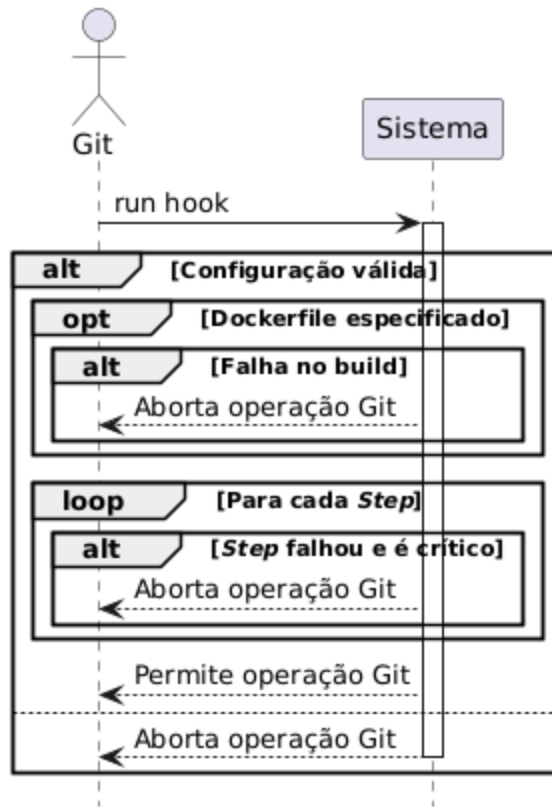 Git
Sistema
run hook
alt [Configuração válida]
opt [Dockerfile especificado]
alt [Falha no build]
Aborta operação Git
loop [Para cada Step]
alt [Step falhou e é crítico]
Aborta operação Git
Permite operação Git
Aborta operação Git